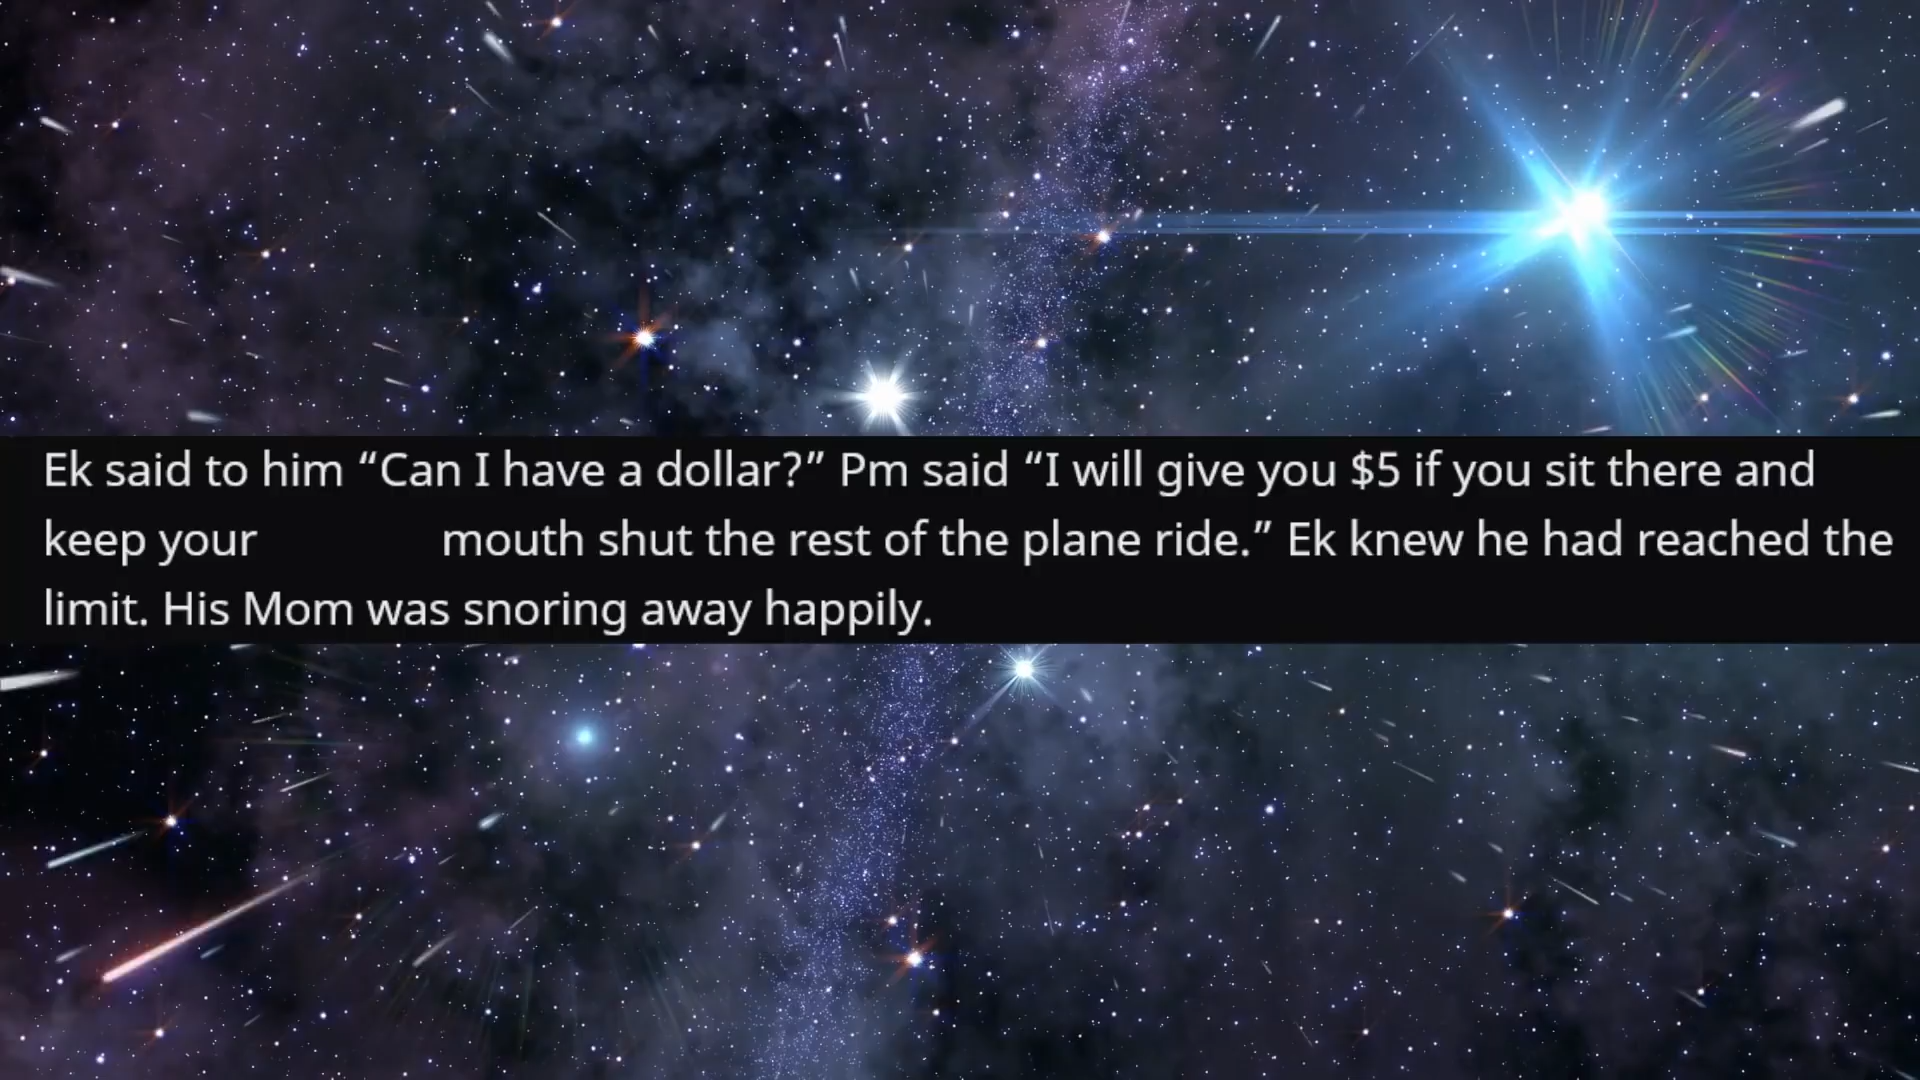 Ek said to him “Can I have a dollar?” Pm said “I will give you $5 if you sit there and
keep your mouth shut the rest of the plane ride.” Ek knew he had reached the
limit. His Mom was snoring away happily.